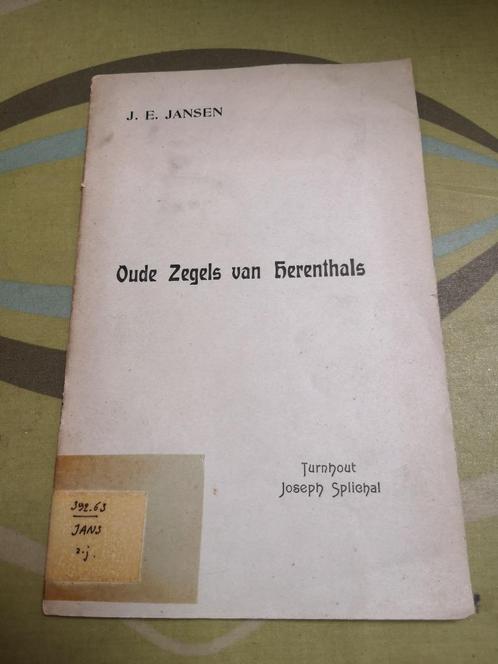 J. E. JANSEN
Oude Zegels van Herenthals
Turnhout
Joseph Splichal
392.63
JANS
z.j.